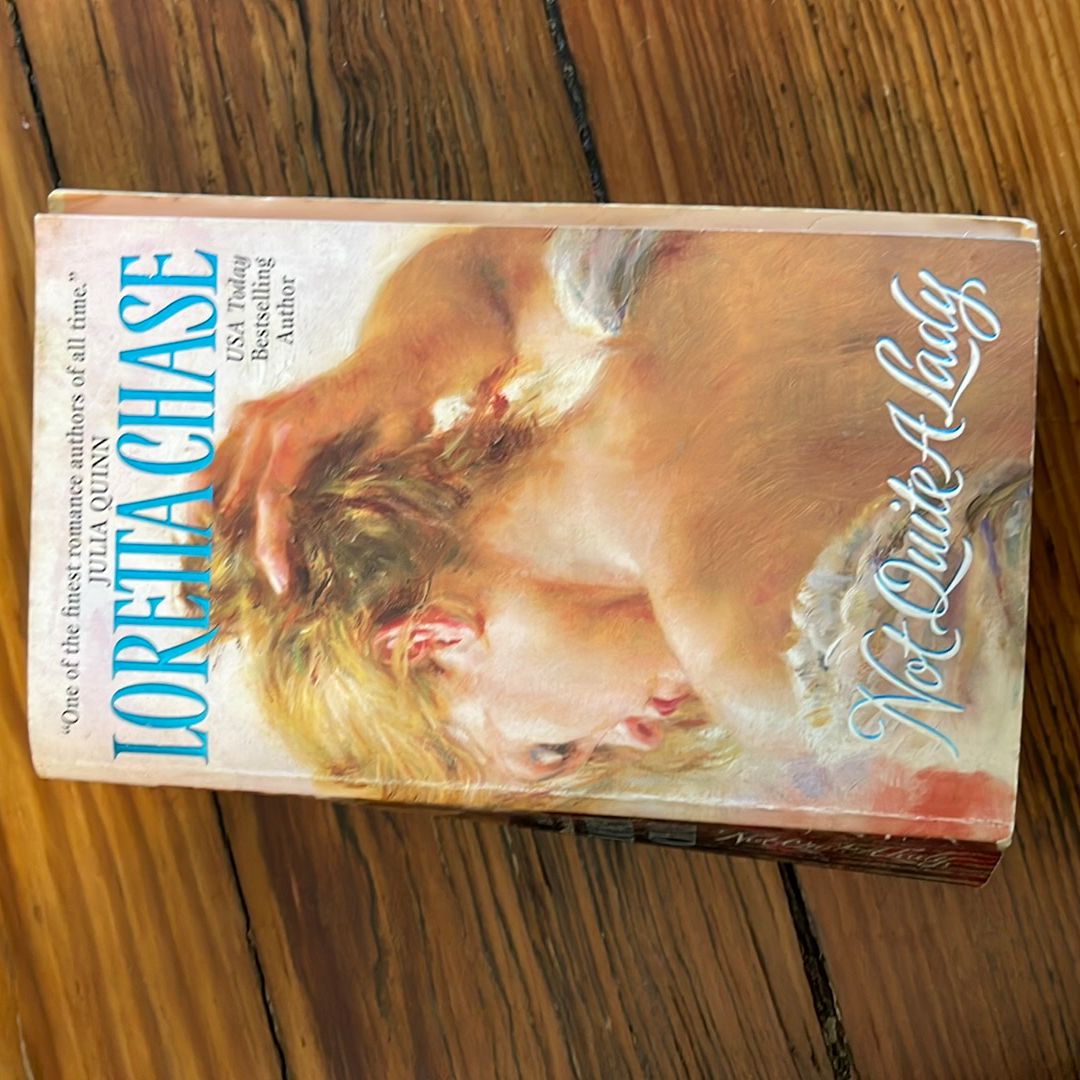 “One of the finest romance authors of all time.”
JULIA QUINN
LORETTA CHASE
USA Today
Bestselling
Author
Not Quite A Lady